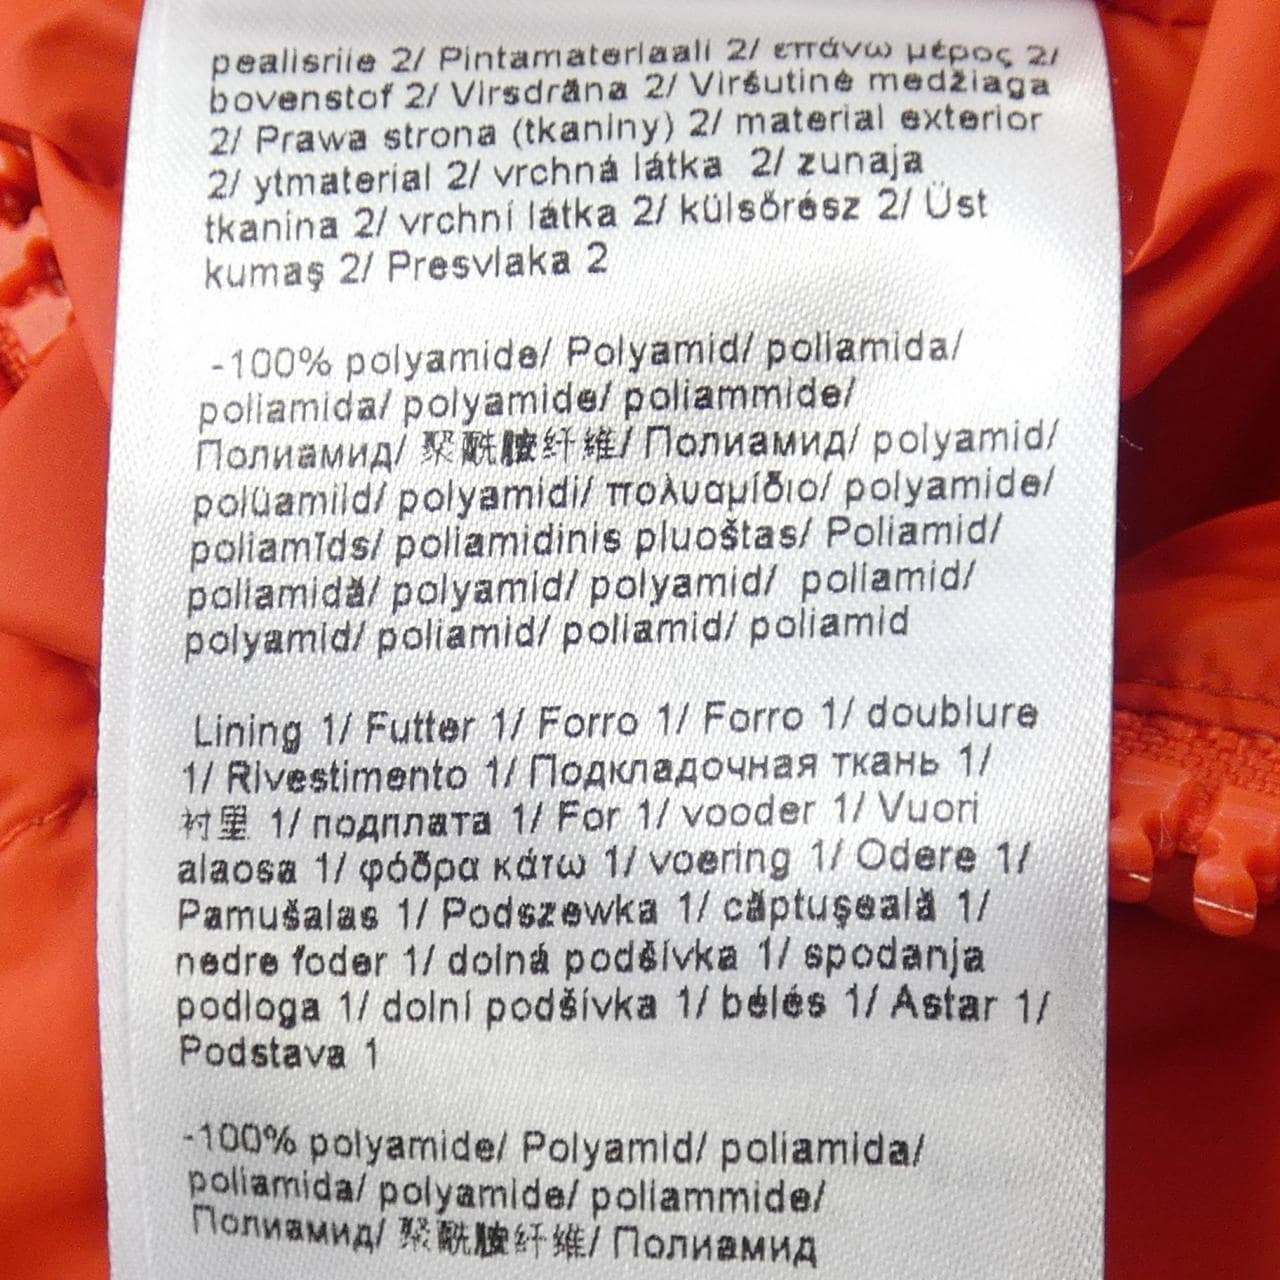 pealisriie 2/ Pintamateriaali 2/ επάνω μέρος 2/
bovenstof 2/ Virsdrāna 2/ Viršutinė medžiaga
2/ Prawa strona (tkaniny) 2/ material exterior
2/ ytmaterial 2/ vrchná látka 2/ zunaja
tkanina 2/ vrchní látka 2/ külsőrész 2/ Üst
kumaş 2/ Presvlaka 2
-100% polyamide/ Polyamid/ poliamida/
poliamida/ polyamide/ poliammide/
Полиамид/ 聚酰胺纤维/ Полиамид/ polyamid/
polüamiid/ polyamidi/ πολυαμίδιο/ polyamide/
poliamīds/ poliamidinis pluoštas/ Poliamid/
poliamidă/ polyamid/ polyamid/ poliamid/
polyamid/ poliamid/ poliamid/ poliamid
Lining 1/ Futter 1/ Forro 1/ Forro 1/ doublure
1/ Rivestimento 1/ Подкладочная ткань 1/
衬里 1/ подплата 1/ For 1/ vooder 1/ Vuori
alaosa 1/ φόδρα κάτω 1/ voering 1/ Odere 1/
Pamušalas 1/ Podszewka 1/ căptuşeală 1/
nedre foder 1/ dolná podšívka 1/ spodanja
podloga 1/ dolní podšívka 1/ bélés 1/ Astar 1/
Podstava 1
-100% polyamide/ Polyamid/ poliamida/
poliamida/ polyamide/ poliammide/
Полиамид/ 聚酰胺纤维/ Полиамид